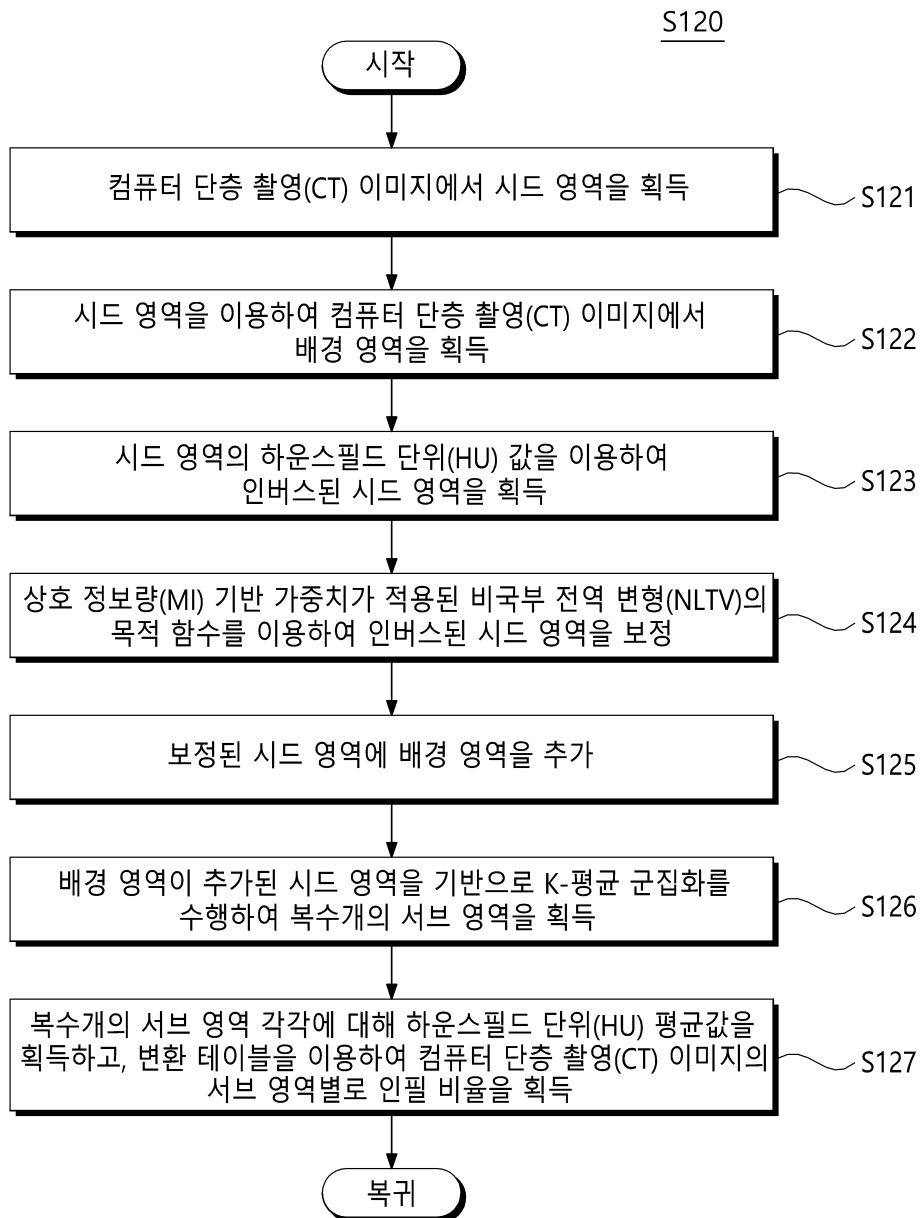 S120
시작
컴퓨터 단층 촬영(CT) 이미지에서 시드 영역을 획득
S121
시드 영역을 이용하여 컴퓨터 단층 촬영(CT) 이미지에서
배경 영역을 획득
S122
시드 영역의 하운스필드 단위(HU) 값을 이용하여
인버스된 시드 영역을 획득
S123
상호 정보량(MI) 기반 가중치가 적용된 비국부 전역 변형(NLTV)의
목적 함수를 이용하여 인버스된 시드 영역을 보정
S124
보정된 시드 영역에 배경 영역을 추가
S125
배경 영역이 추가된 시드 영역을 기반으로 K-평균 군집화를
수행하여 복수개의 서브 영역을 획득
S126
복수개의 서브 영역 각각에 대해 하운스필드 단위(HU) 평균값을
획득하고, 변환 테이블을 이용하여 컴퓨터 단층 촬영(CT) 이미지의
서브 영역별로 인필 비율을 획득
S127
복귀